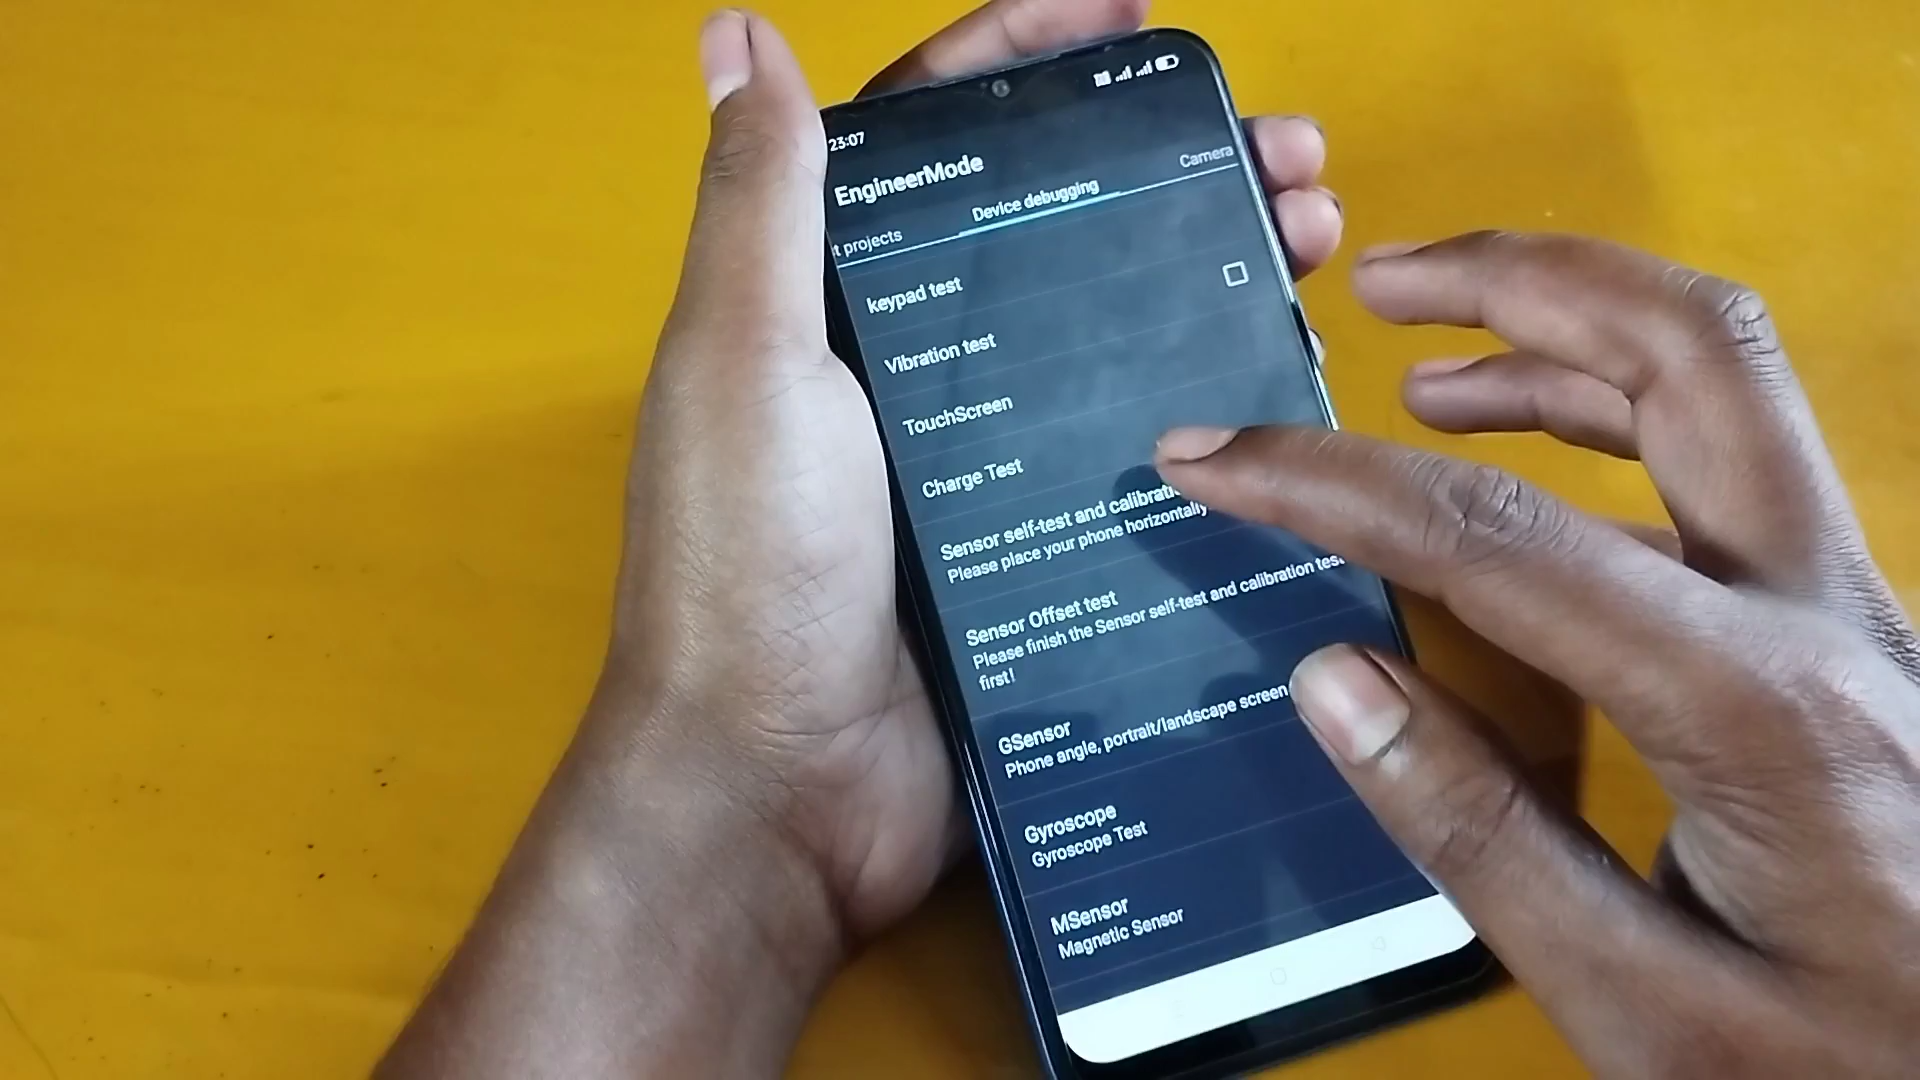 23:07
EngineerMode
t projects
Device debugging
Camera
keypad test
Vibration test
TouchScreen
Charge Test
Sensor self-test and calibrati
Please place your phone horizontally
Sensor Offset test
Please finish the Sensor self-test and calibration test
first!
GSensor
Phone angle, portrait/landscape screen
Gyroscope
Gyroscope Test
MSensor
Magnetic Sensor